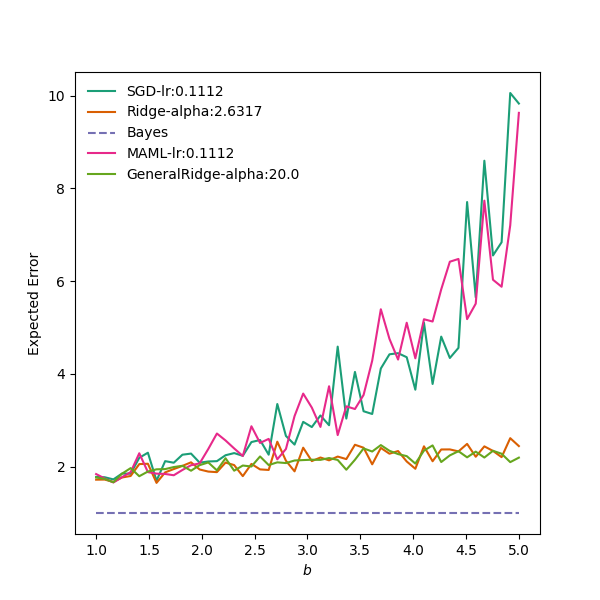 SGD-lr:0.1112
Ridge-alpha:2.6317
Bayes
MAML-lr:0.1112
GeneralRidge-alpha:20.0
Expected Error
10
8
6
4
2
1.0 1.5 2.0 2.5 3.0 3.5 4.0 4.5 5.0
b